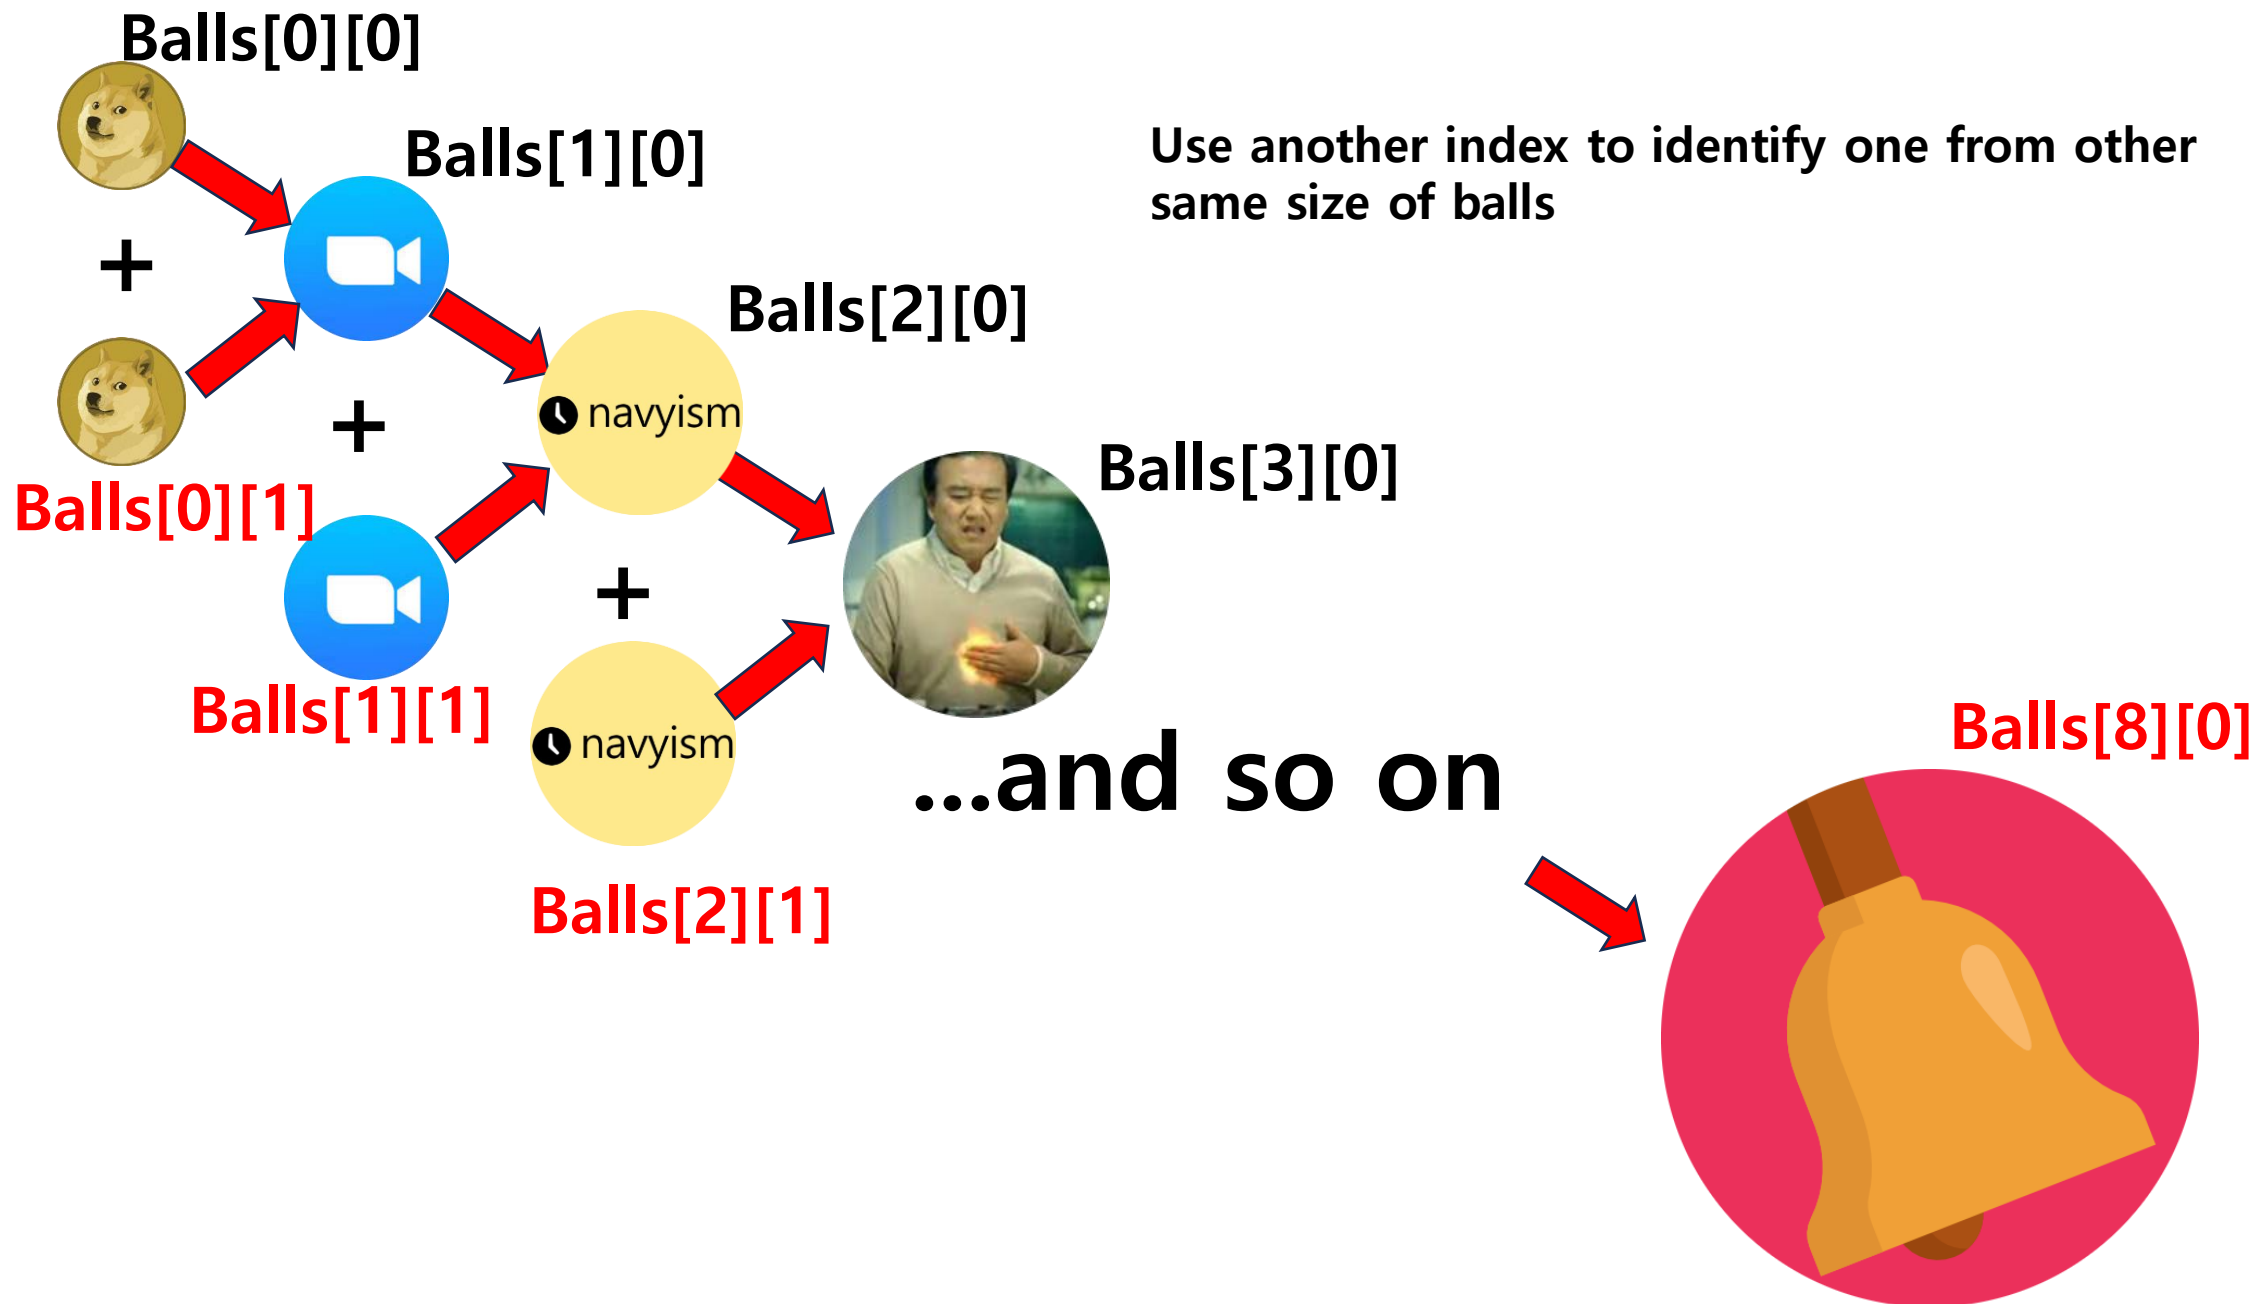 Balls[0][0]
Balls[1][0]
Use another index to identify one from other
same size of balls
+
Balls[2][0]
navyism
+
Balls[3][0]
Balls[0][1]
+
Balls[1][1]
navyism
Balls[8][0]
...and so on
Balls[2][1]